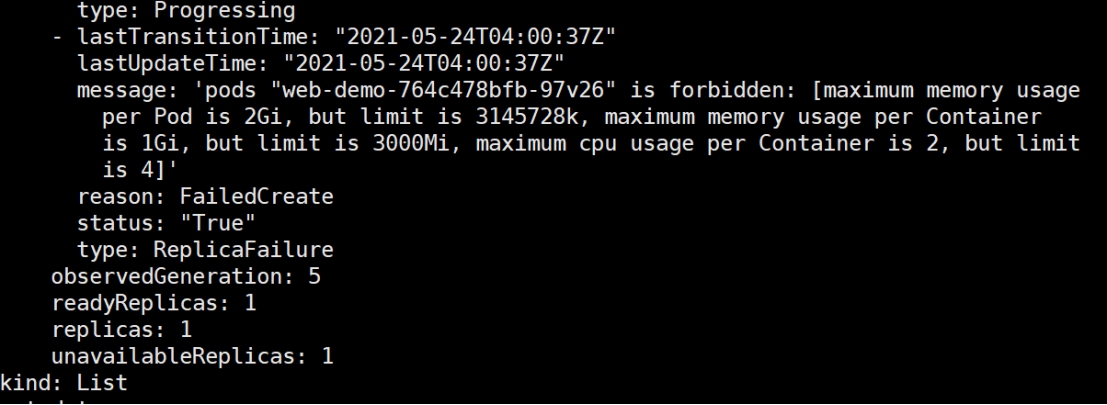 type: Progressing
- lastTransitionTime: "2021-05-24T04:00:37Z"
lastUpdateTime: "2021-05-24T04:00:37Z"
message: 'pods "web-demo-764c478bfb-97v26" is forbidden: [maximum memory usage
per Pod is 2Gi, but limit is 3145728k, maximum memory usage per Container
is 1Gi, but limit is 3000Mi, maximum cpu usage per Container is 2, but limit
is 4]'
reason: FailedCreate
status: "True"
type: ReplicaFailure
observedGeneration: 5
readyReplicas: 1
replicas: 1
unavailableReplicas: 1
kind: List